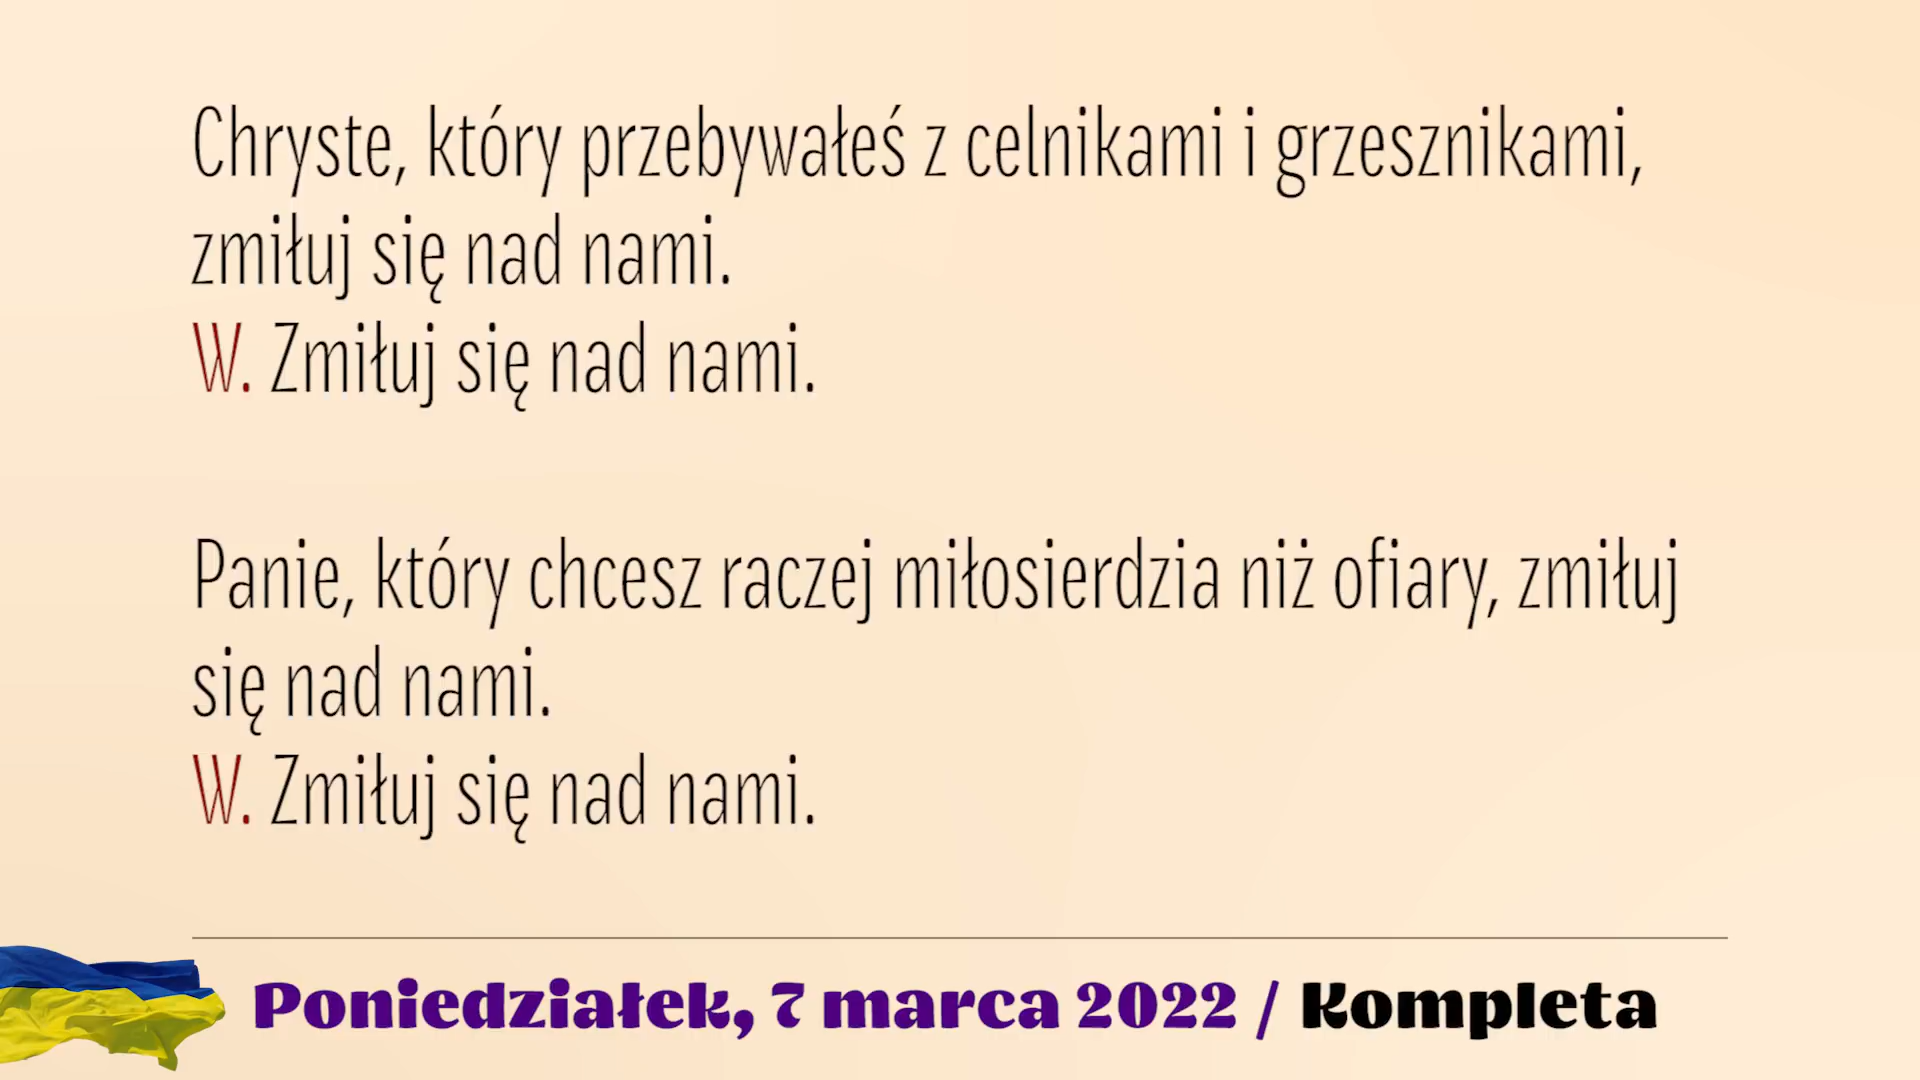 Chryste, który przebywałeś z celnikami i grzesznikami,
zmiłuj się nad nami.
W. Zmiłuj się nad nami.
Panie, który chcesz raczej miłosierdzia niż ofiary, zmiłuj
się nad nami.
W. Zmiłuj się nad nami.
Poniedziałek, 7 marca 2022 / Kompleta